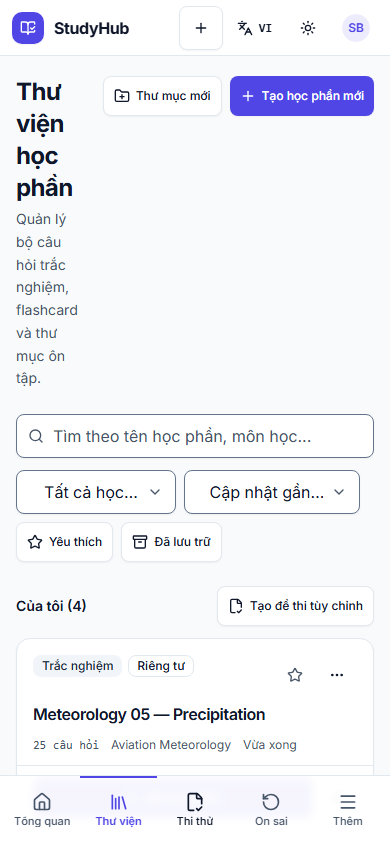 StudyHub
VI
SB
Thư
viện
học
phần
Thư mục mới
Tạo học phần mới
Quản lý
bộ câu
hỏi trắc
nghiệm,
flashcard
và thư
mục ôn
tập.
Tìm theo tên học phần, môn học...
Tất cả học...
Cập nhật gần...
Yêu thích
Đã lưu trữ
Của tôi (4)
Tạo đề thi tùy chỉnh
Trắc nghiệm
Riêng tư
Meteorology 05 — Precipitation
25 câu hỏi
Aviation Meteorology
Vừa xong
Tổng quan
Thư viện
Thi thử
Ôn sai
Thêm